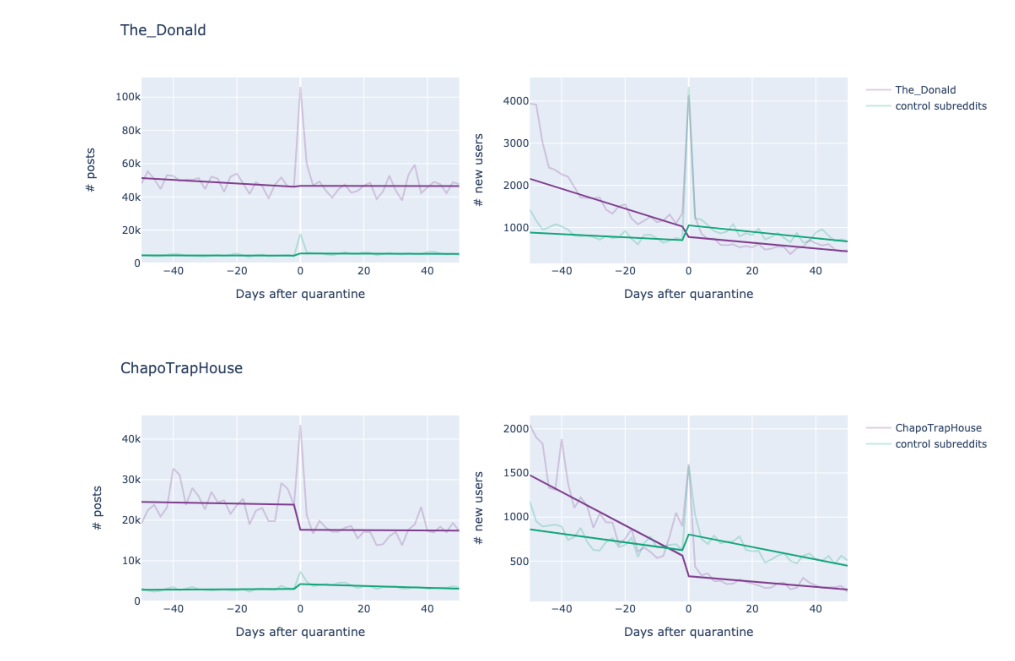 The_Donald
100k
80k
60k
40k
20k
0
# posts
−40
−20
0
20
40
Days after quarantine
4000
3000
2000
1000
# new users
−40
−20
0
20
40
Days after quarantine
The_Donald
control subreddits
ChapoTrapHouse
40k
30k
20k
10k
0
# posts
−40
−20
0
20
40
Days after quarantine
2000
1500
1000
500
# new users
−40
−20
0
20
40
Days after quarantine
ChapoTrapHouse
control subreddits